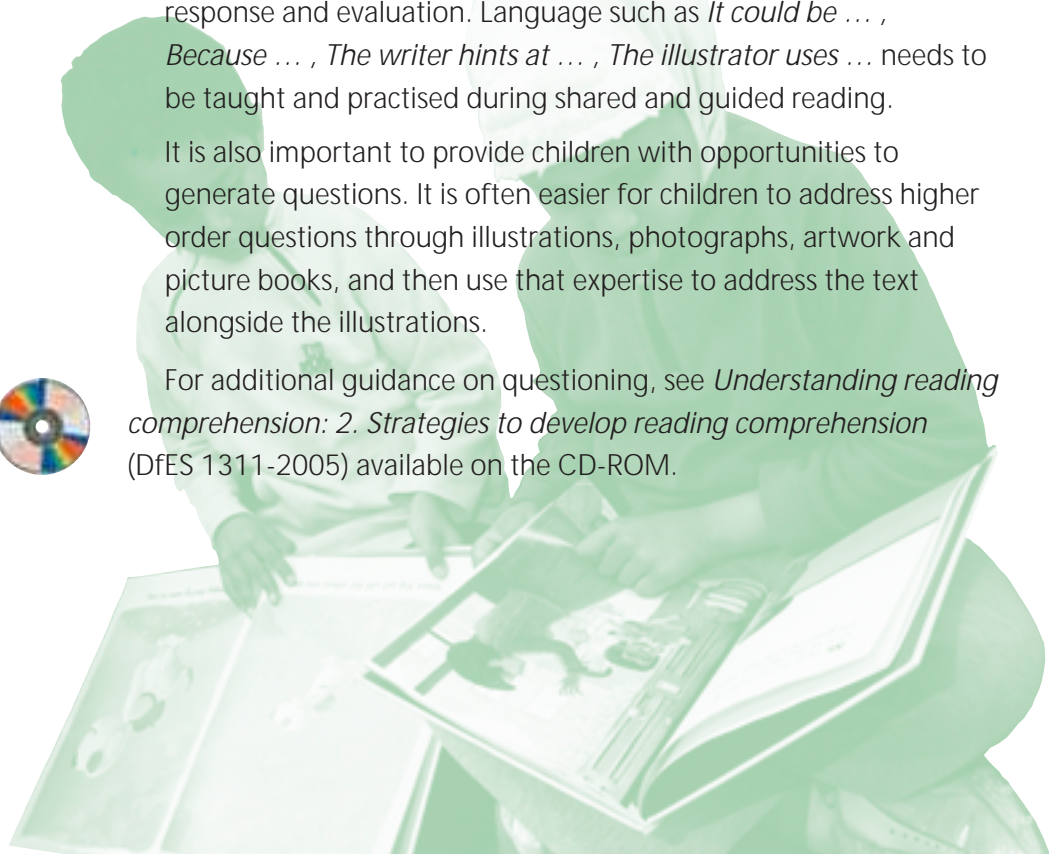 response and evaluation. Language such as It could be … ,
Because … , The writer hints at … , The illustrator uses … needs to
be taught and practised during shared and guided reading.
It is also important to provide children with opportunities to
generate questions. It is often easier for children to address higher
order questions through illustrations, photographs, artwork and
picture books, and then use that expertise to address the text
alongside the illustrations.
For additional guidance on questioning, see Understanding reading
comprehension: 2. Strategies to develop reading comprehension
(DfES 1311-2005) available on the CD-ROM.